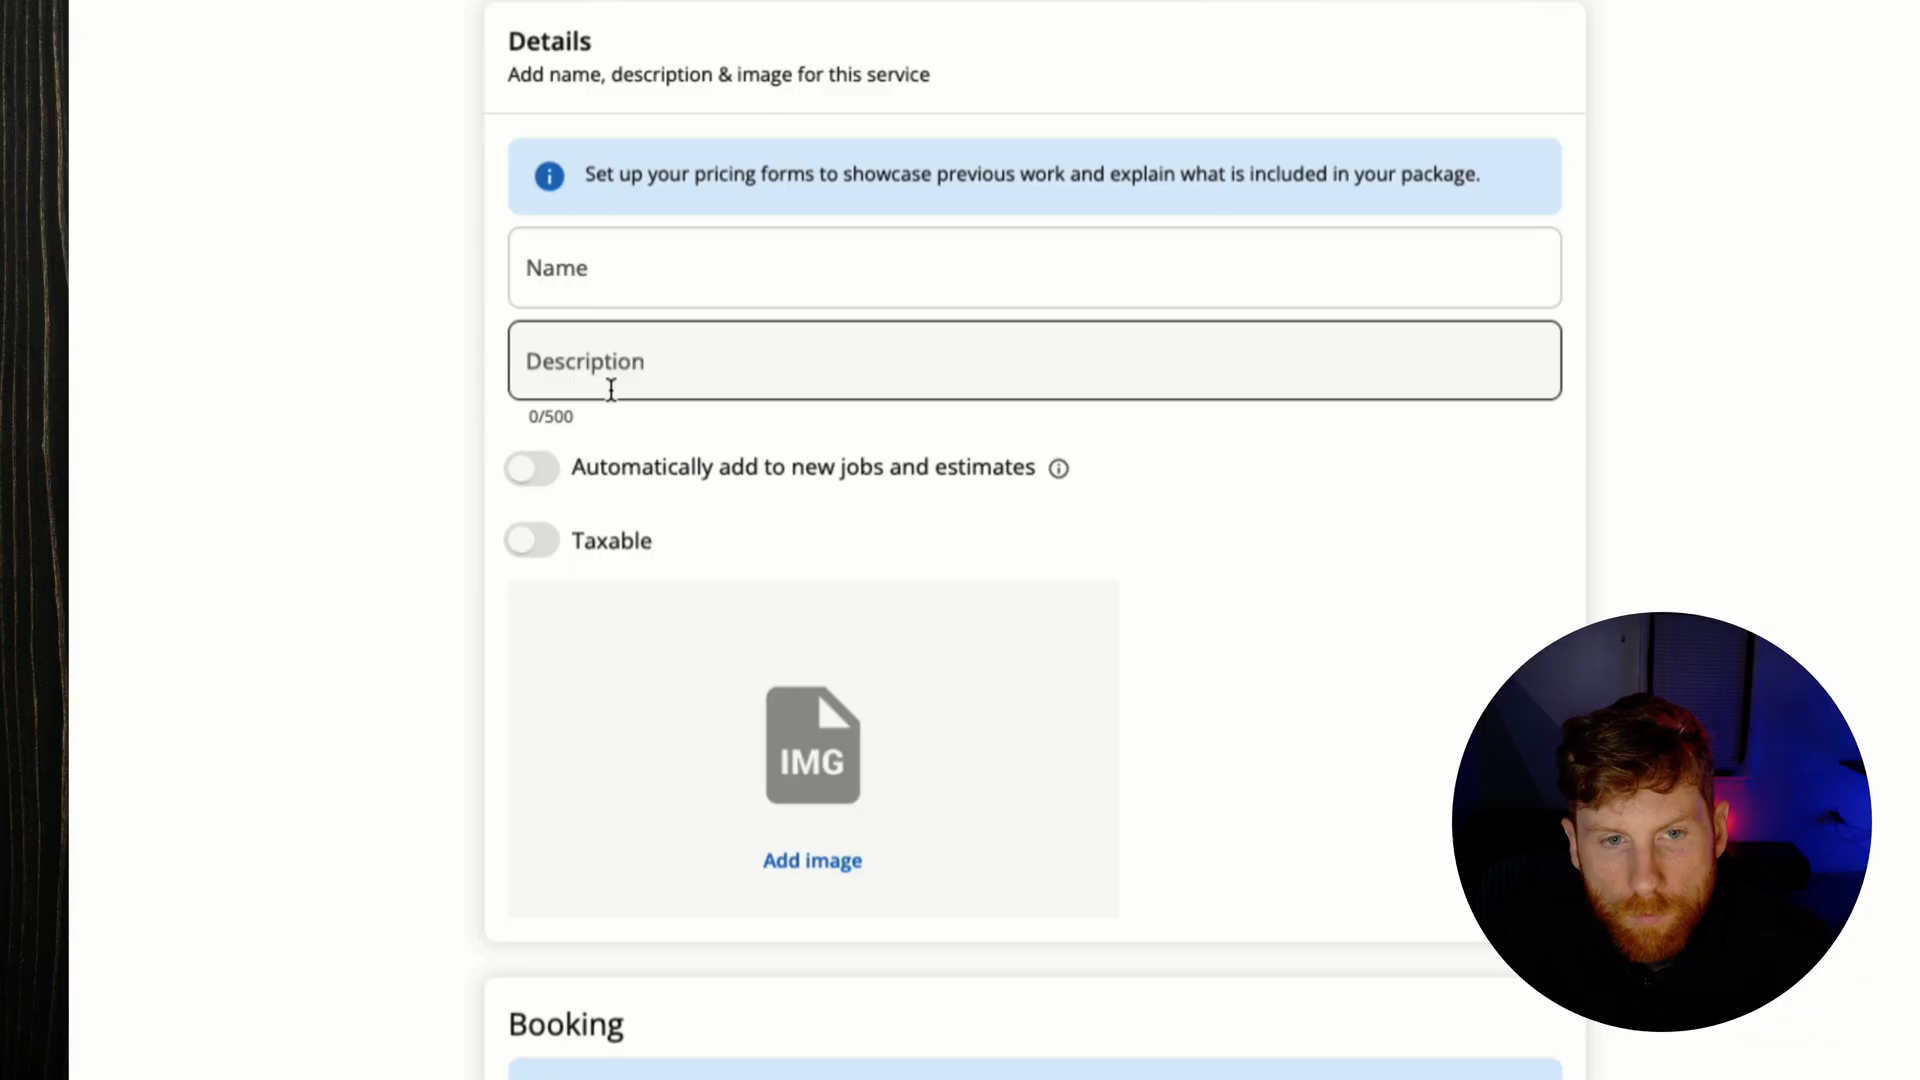 Details
Add name, description & image for this service
Set up your pricing forms to showcase previous work and explain what is included in your package.
Name
Description
0/500
Automatically add to new jobs and estimates
Taxable
IMG
Add image
Booking